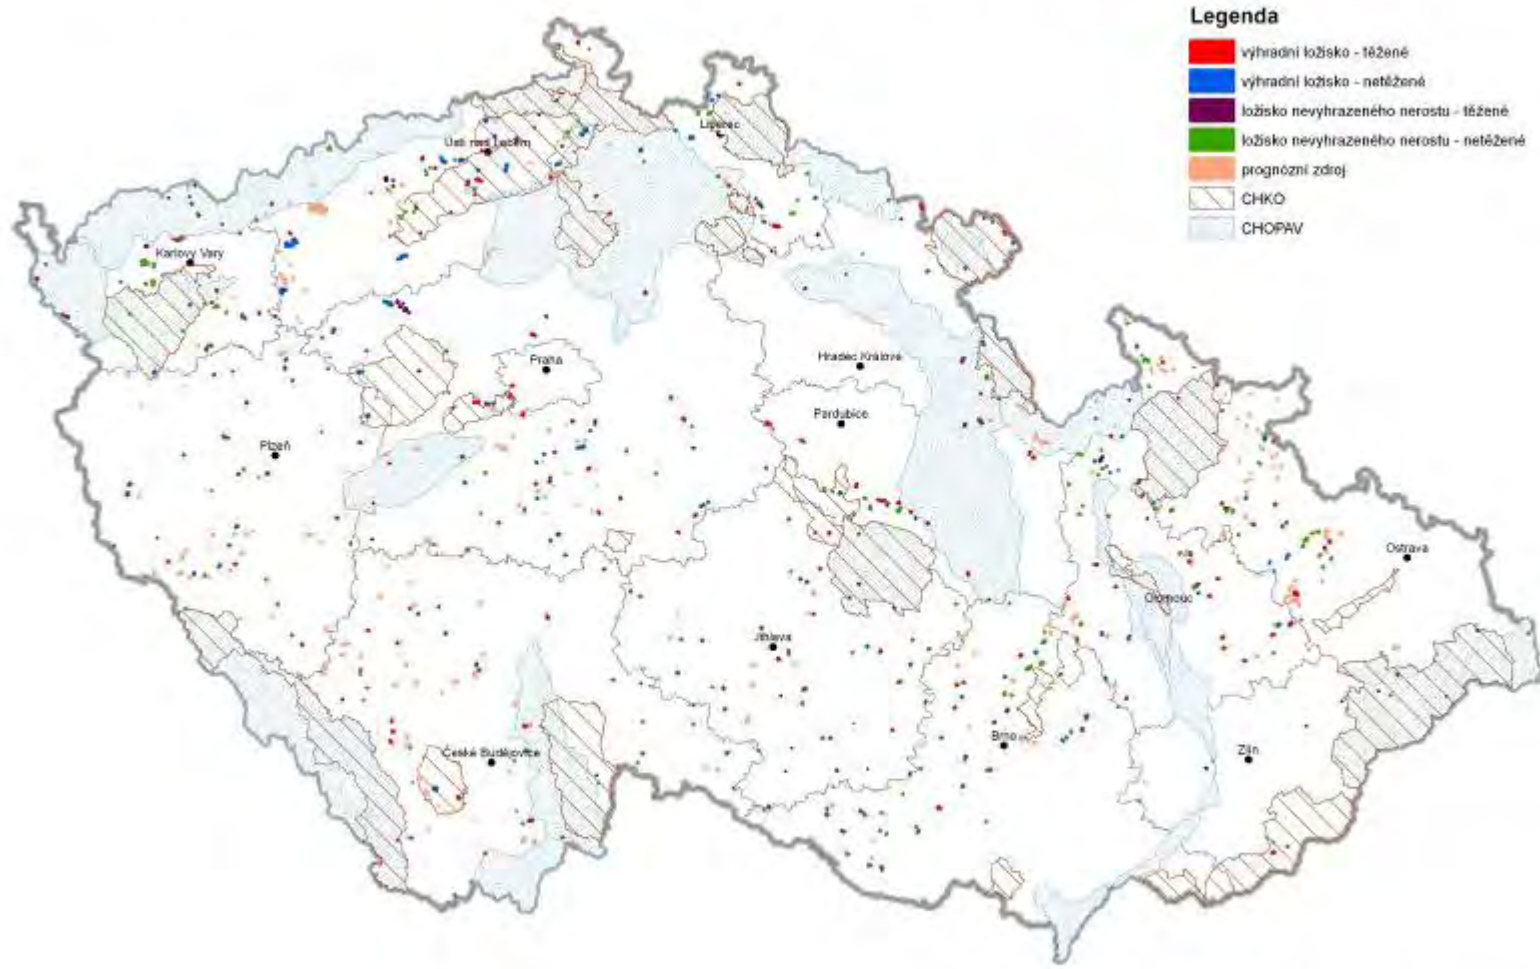 Legenda
výhradní ložisko - těžené
výhradní ložisko - netěžené
ložisko nevyhrazeného nerostu - těžené
ložisko nevyhrazeného nerostu - netěžené
prognózní zdroj
CHKO
CHOPAV
Liberec
Ústí nad Labem
Karlovy Vary
Praha
Hradec Králové
Pardubice
Plzeň
Ostrava
Olomouc
Jihlava
Brno
České Budějovice
Zlín